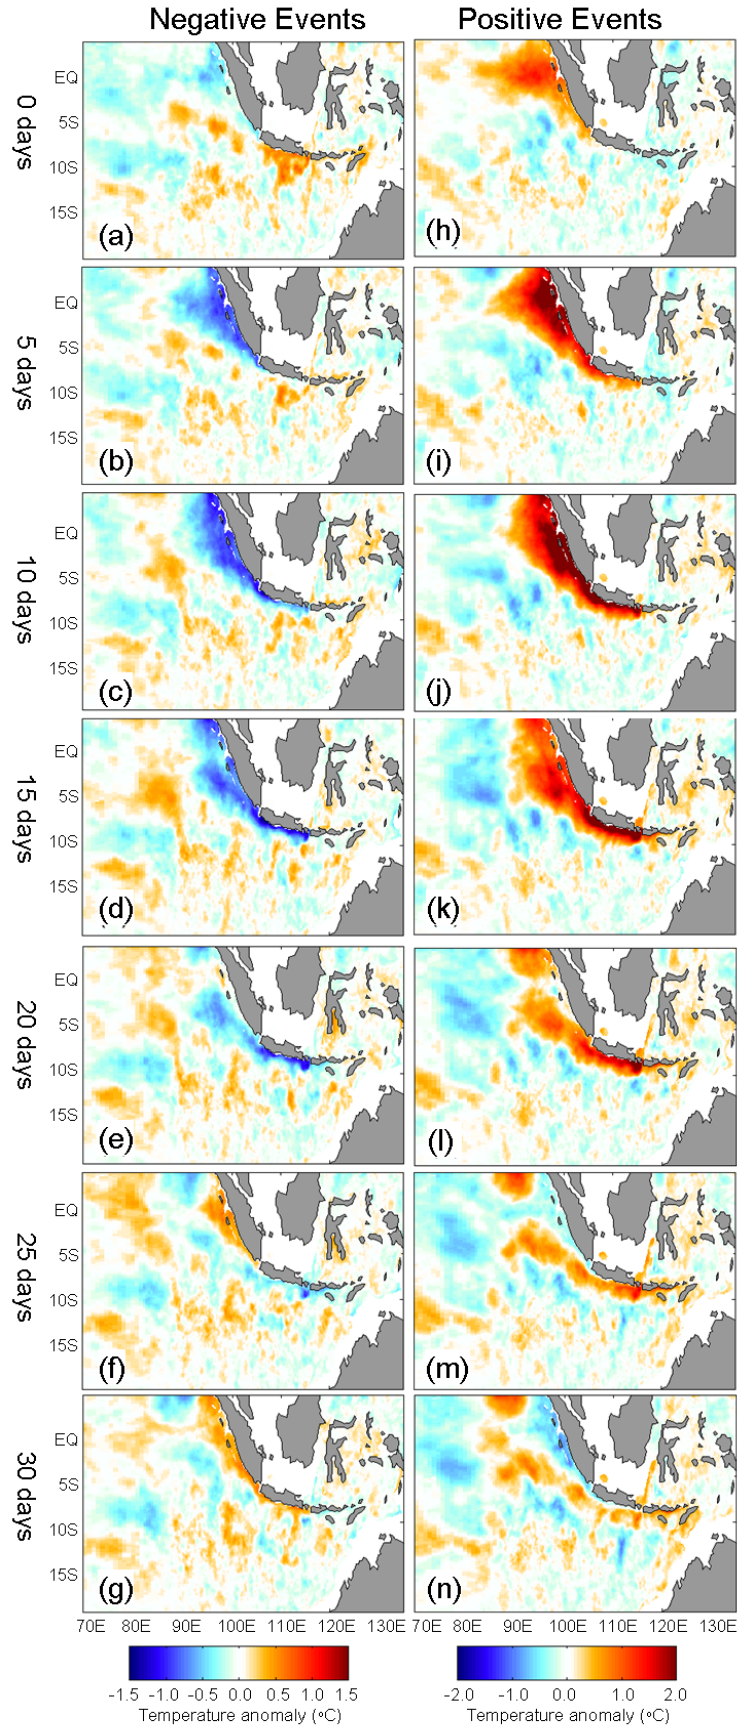 Negative Events Positive Events
0 days
EQ
5S
10S
15S
(a) (h)
5 days
EQ
5S
10S
15S
(b) (i)
10 days
EQ
5S
10S
15S
(c) (j)
15 days
EQ
5S
10S
15S
(d) (k)
20 days
EQ
5S
10S
15S
(e) (l)
25 days
EQ
5S
10S
15S
(f) (m)
30 days
EQ
5S
10S
15S
(g) (n)
70E 80E 90E 100E 110E 120E 130E 70E 80E 90E 100E 110E 120E 130E
-1.5 -1.0 -0.5 0.0 0.5 1.0 1.5 -2.0 -1.0 0.0 1.0 2.0
Temperature anomaly (°C) Temperature anomaly (°C)